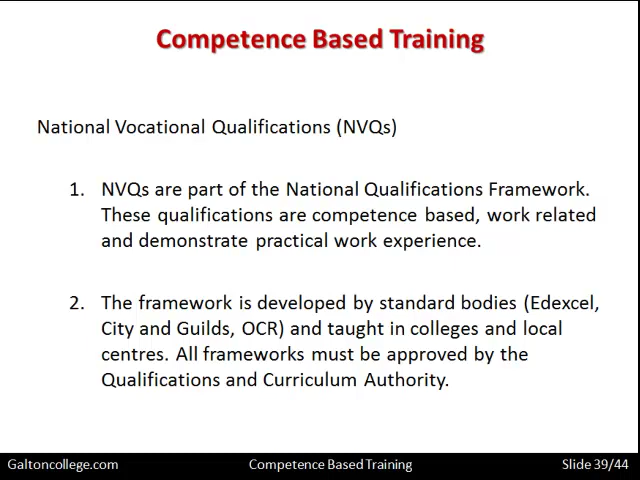 Competence Based Training
National Vocational Qualifications (NVQs)
1. NVQs are part of the National Qualifications Framework.
These qualifications are competence based, work related
and demonstrate practical work experience.
2. The framework is developed by standard bodies (Edexcel,
City and Guilds, OCR) and taught in colleges and local
centres. All frameworks must be approved by the
Qualifications and Curriculum Authority.
Galtoncollege.com Competence Based Training Slide 39/44